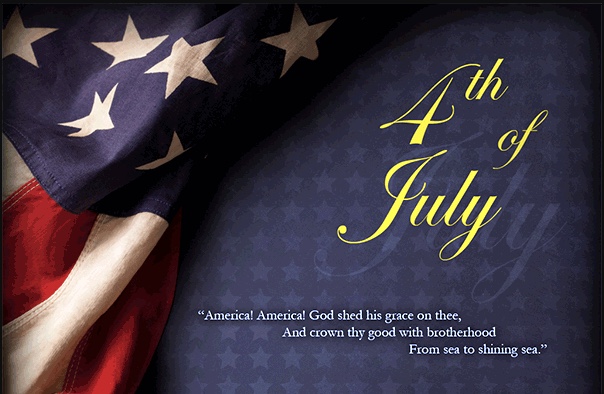 4th
of
July
“America! America! God shed his grace on thee,
And crown thy good with brotherhood
From sea to shining sea.”